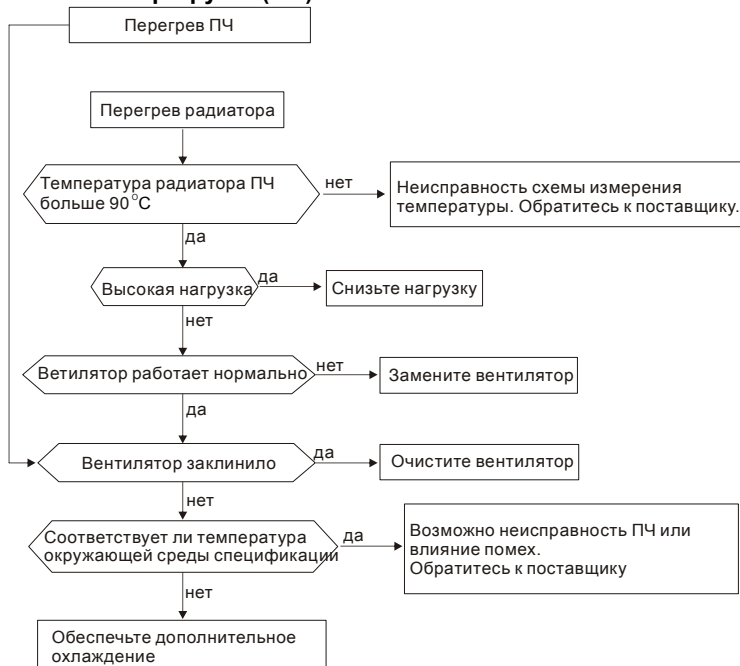 Перегрев ПЧ
Перегрев радиатора
Температура радиатора ПЧ
больше 90°C
нет
Неисправность схемы измерения
температуры. Обратитесь к поставщику.
да
Высокая нагрузка
да
Снизьте нагрузку
нет
Ветилятор работает нормально
нет
Замените вентилятор
да
Вентилятор заклинило
да
Очистите вентилятор
нет
Соответствует ли температура
окружающей среды спецификации
да
Возможно неисправность ПЧ или
влияние помех.
Обратитесь к поставщику
нет
Обеспечьте дополнительное
охлаждение